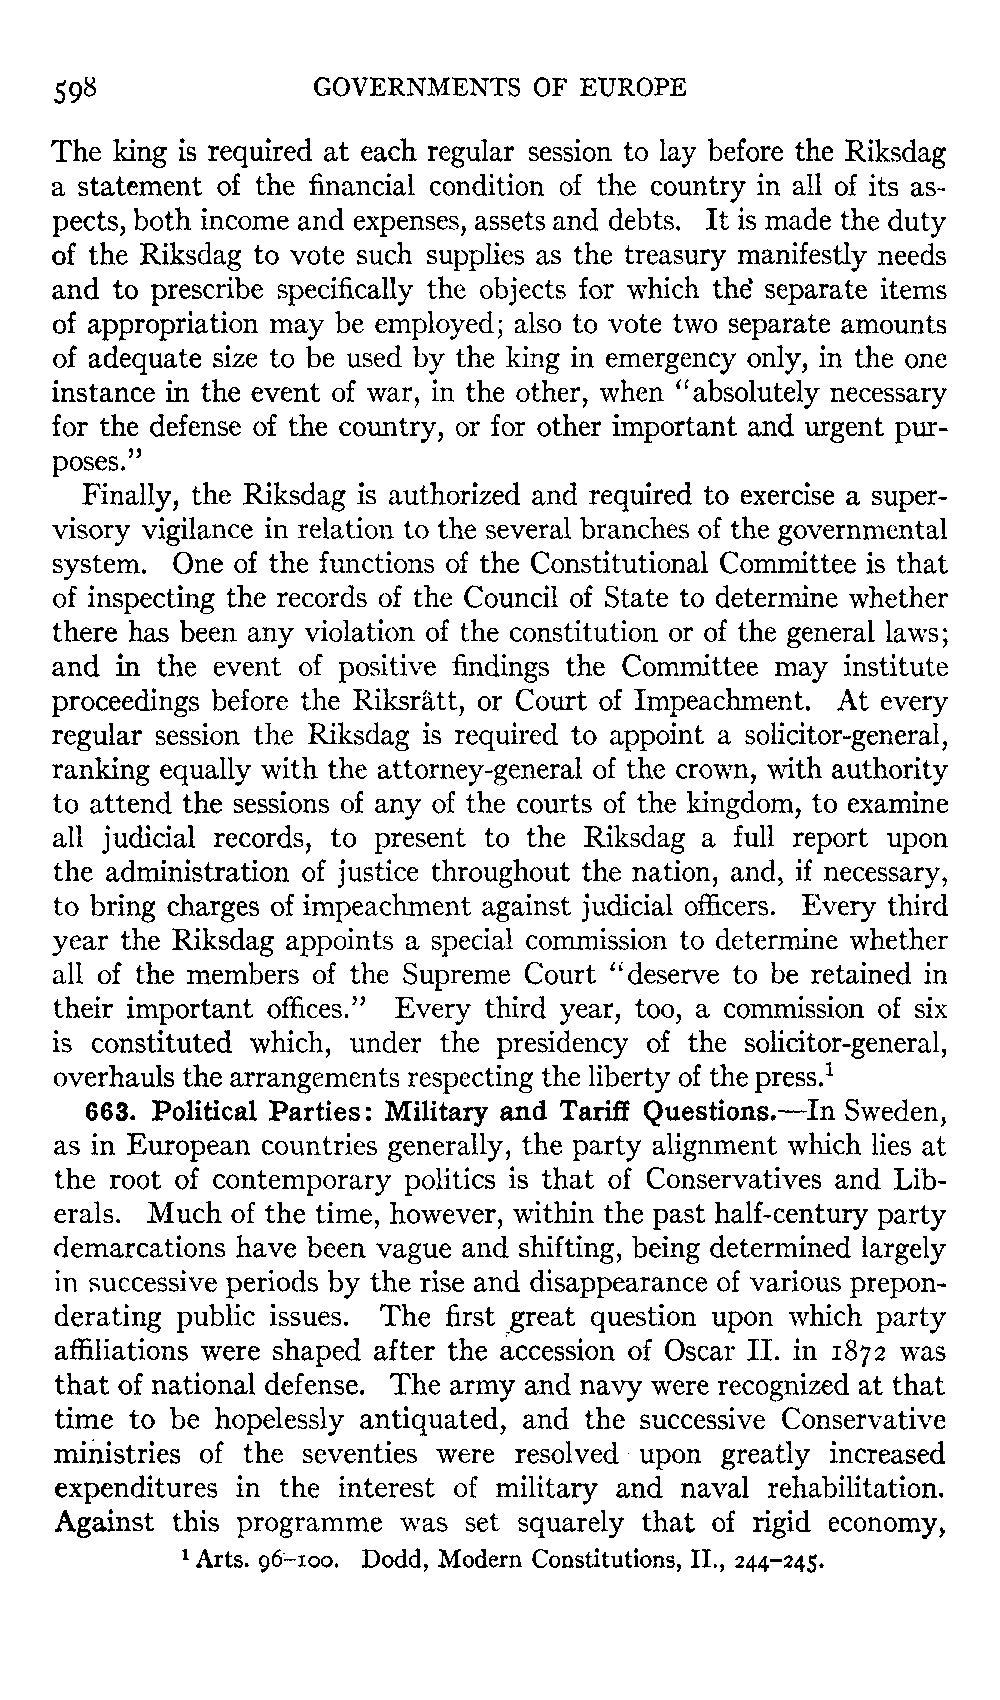 598 GOVERNMENTS OF EUROPE
The king is required at each regular session to lay before the Riksdag
a statement of the financial condition of the country in all of its as-
pects, both income and expenses, assets and debts. It is made the duty
of the Riksdag to vote such supplies as the treasury manifestly needs
and to prescribe specifically the objects for which the separate items
of appropriation may be employed; also to vote two separate amounts
of adequate size to be used by the king in emergency only, in the one
instance in the event of war, in the other, when “absolutely necessary
for the defense of the country, or for other important and urgent pur-
poses.”
Finally, the Riksdag is authorized and required to exercise a super-
visory vigilance in relation to the several branches of the governmental
system. One of the functions of the Constitutional Committee is that
of inspecting the records of the Council of State to determine whether
there has been any violation of the constitution or of the general laws;
and in the event of positive findings the Committee may institute
proceedings before the Riksrätt, or Court of Impeachment. At every
regular session the Riksdag is required to appoint a solicitor-general,
ranking equally with the attorney-general of the crown, with authority
to attend the sessions of any of the courts of the kingdom, to examine
all judicial records, to present to the Riksdag a full report upon
the administration of justice throughout the nation, and, if necessary,
to bring charges of impeachment against judicial officers. Every third
year the Riksdag appoints a special commission to determine whether
all of the members of the Supreme Court “deserve to be retained in
their important offices.” Every third year, too, a commission of six
is constituted which, under the presidency of the solicitor-general,
overhauls the arrangements respecting the liberty of the press.¹
663. Political Parties: Military and Tariff Questions.—In Sweden,
as in European countries generally, the party alignment which lies at
the root of contemporary politics is that of Conservatives and Lib-
erals. Much of the time, however, within the past half-century party
demarcations have been vague and shifting, being determined largely
in successive periods by the rise and disappearance of various prepon-
derating public issues. The first great question upon which party
affiliations were shaped after the accession of Oscar II. in 1872 was
that of national defense. The army and navy were recognized at that
time to be hopelessly antiquated, and the successive Conservative
ministries of the seventies were resolved upon greatly increased
expenditures in the interest of military and naval rehabilitation.
Against this programme was set squarely that of rigid economy,
¹ Arts. 96–100. Dodd, Modern Constitutions, II., 244–245.